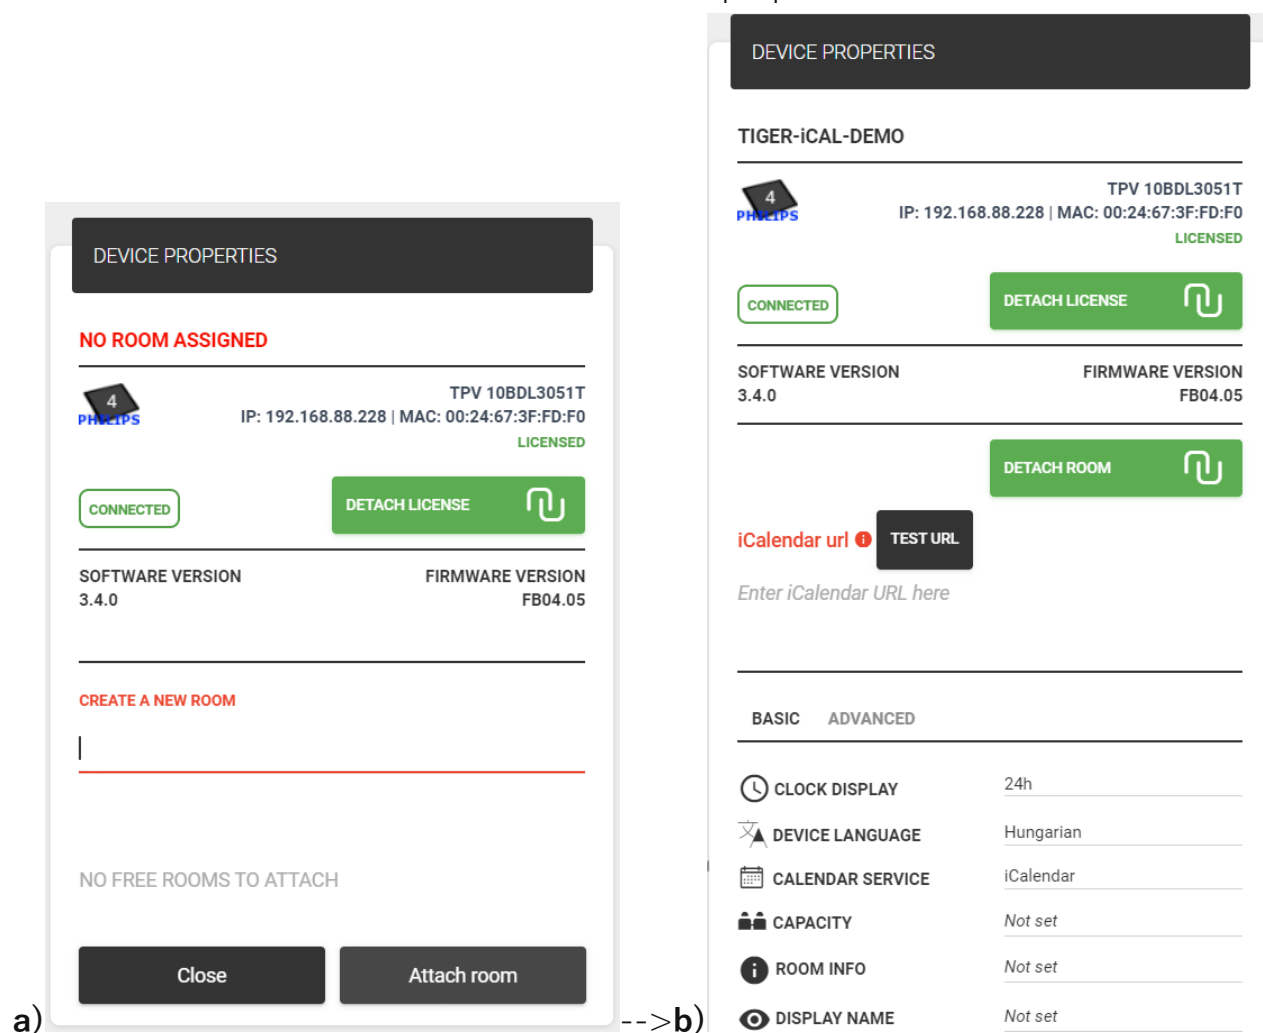 DEVICE PROPERTIES
NO ROOM ASSIGNED
4
PHILIPS
TPV 10BDL3051T
IP: 192.168.88.228 | MAC: 00:24:67:3F:FD:F0
LICENSED
CONNECTED
DETACH LICENSE
SOFTWARE VERSION
3.4.0
FIRMWARE VERSION
FB04.05
CREATE A NEW ROOM
NO FREE ROOMS TO ATTACH
Close
Attach room
a)
-->b)
DEVICE PROPERTIES
TIGER-iCAL-DEMO
4
PHILIPS
TPV 10BDL3051T
IP: 192.168.88.228 | MAC: 00:24:67:3F:FD:F0
LICENSED
CONNECTED
DETACH LICENSE
SOFTWARE VERSION
3.4.0
FIRMWARE VERSION
FB04.05
DETACH ROOM
iCalendar url
TEST URL
Enter iCalendar URL here
BASIC
ADVANCED
CLOCK DISPLAY
24h
DEVICE LANGUAGE
Hungarian
CALENDAR SERVICE
iCalendar
CAPACITY
Not set
ROOM INFO
Not set
DISPLAY NAME
Not set